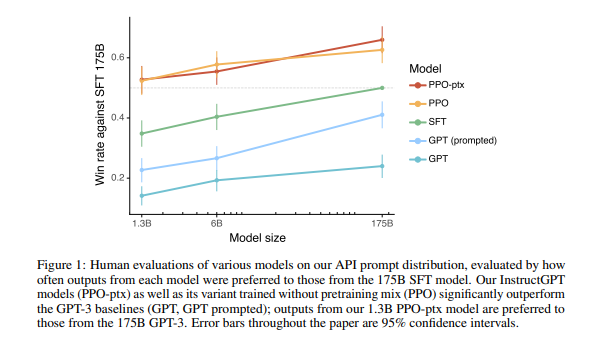 0.6
0.4
0.2
Win rate against SFT 175B
1.3B 6B 175B
Model size
Model
PPO-ptx
PPO
SFT
GPT (prompted)
GPT
Figure 1: Human evaluations of various models on our API prompt distribution, evaluated by how
often outputs from each model were preferred to those from the 175B SFT model. Our InstructGPT
models (PPO-ptx) as well as its variant trained without pretraining mix (PPO) significantly outperform
the GPT-3 baselines (GPT, GPT prompted); outputs from our 1.3B PPO-ptx model are preferred to
those from the 175B GPT-3. Error bars throughout the paper are 95% confidence intervals.